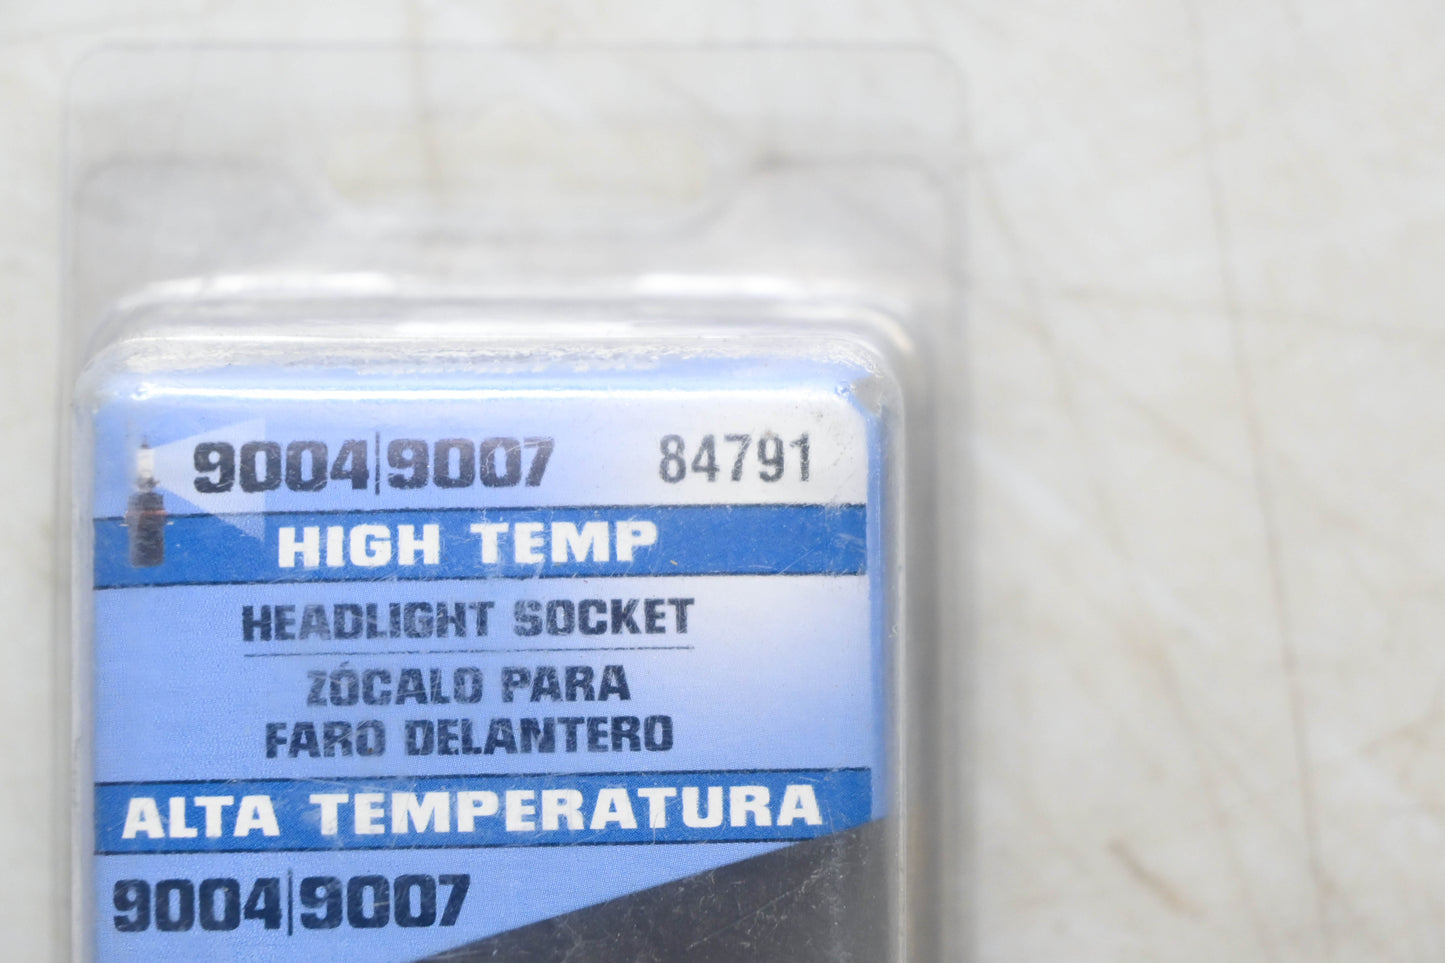 9004|9007 84791
HIGH TEMP
HEADLIGHT SOCKET
ZÓCALO PARA
FARO DELANTERO
ALTA TEMPERATURA
9004|9007